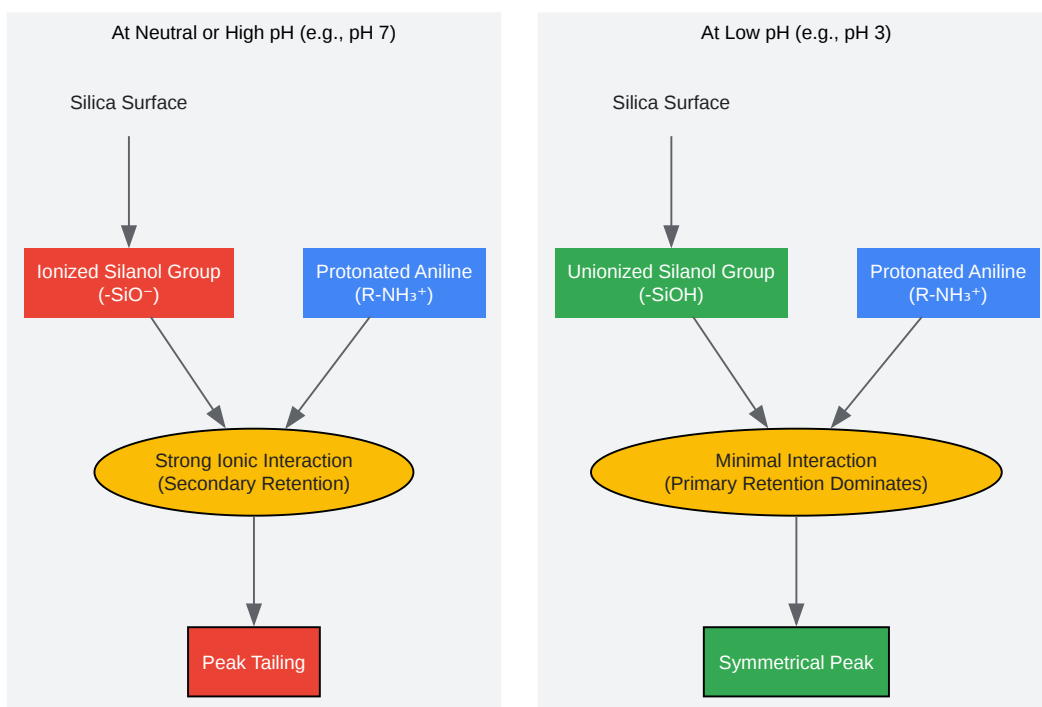 At Neutral or High pH (e.g., pH 7)
Silica Surface
Ionized Silanol Group
(-SiO⁻)
Protonated Aniline
(R-NH₃⁺)
Strong Ionic Interaction
(Secondary Retention)
Peak Tailing
At Low pH (e.g., pH 3)
Silica Surface
Unionized Silanol Group
(-SiOH)
Protonated Aniline
(R-NH₃⁺)
Minimal Interaction
(Primary Retention Dominates)
Symmetrical Peak